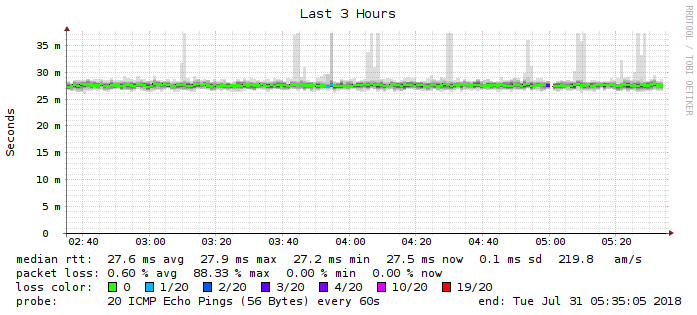 Last 3 Hours
RRDTOOL / TOBI OETIKER
Seconds
35 m
30 m
25 m
20 m
15 m
10 m
5 m
0
02:40 03:00 03:20 03:40 04:00 04:20 04:40 05:00 05:20
median rtt: 27.6 ms avg 27.9 ms max 27.2 ms min 27.5 ms now 0.1 ms sd 219.8 am/s
packet loss: 0.60 % avg 88.33 % max 0.00 % min 0.00 % now
loss color: 0 1/20 2/20 3/20 4/20 10/20 19/20
probe: 20 ICMP Echo Pings (56 Bytes) every 60s end: Tue Jul 31 05:35:05 2018